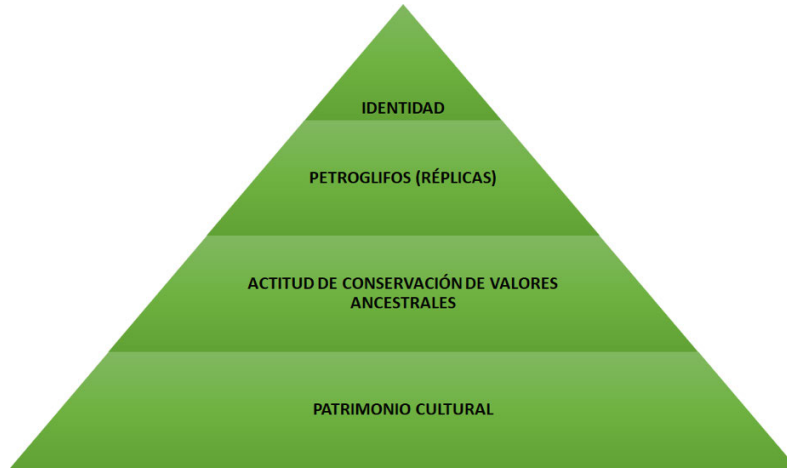 IDENTIDAD
PETROGLIFOS (RÉPLICAS)
ACTITUD DE CONSERVACIÓN DE VALORES
ANCESTRALES
PATRIMONIO CULTURAL